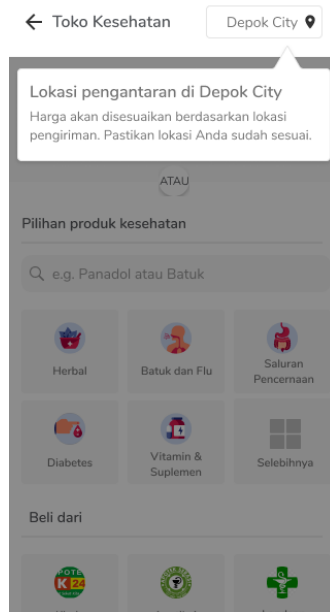 Toko Kesehatan
Depok City
Lokasi pengantaran di Depok City
Harga akan disesuaikan berdasarkan lokasi
pengiriman. Pastikan lokasi Anda sudah sesuai.
ATAU
Pilihan produk kesehatan
e.g. Panadol atau Batuk
Herbal
Batuk dan Flu
Saluran
Pencernaan
Diabetes
Vitamin &
Suplemen
Selebihnya
Beli dari
K 24